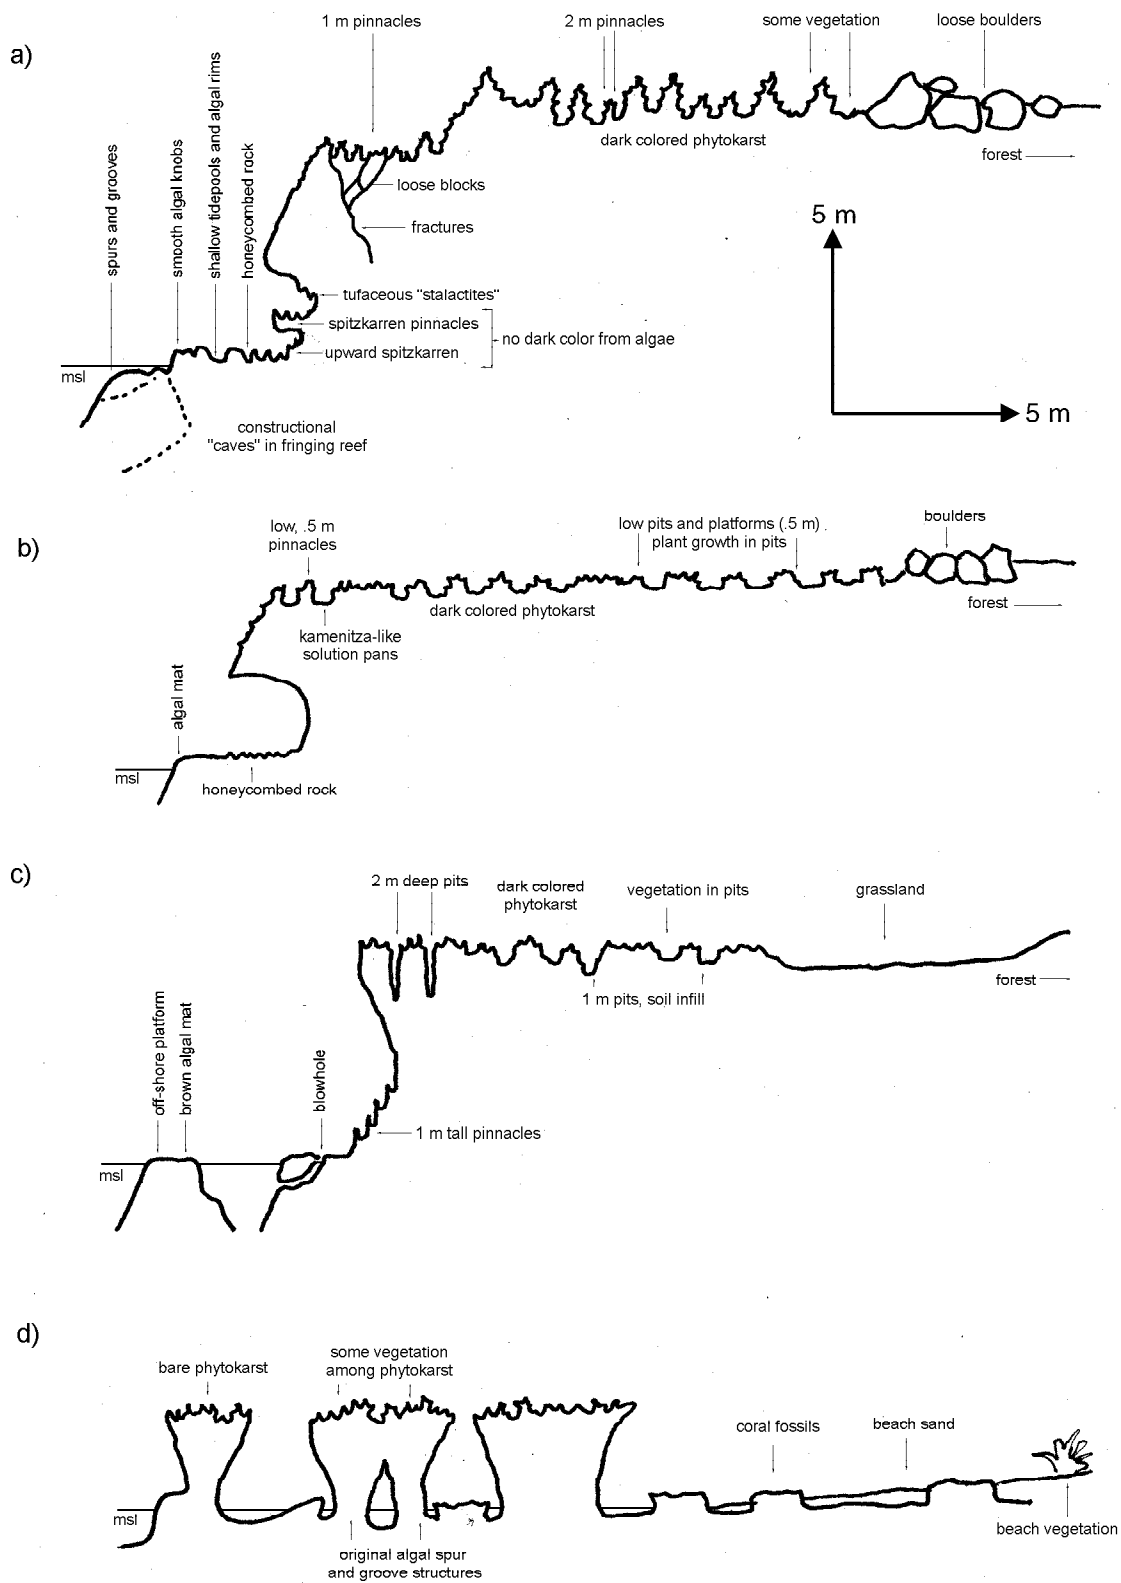 a)
1 m pinnacles
2 m pinnacles
some vegetation
loose boulders
spurs and grooves
smooth algal knobs
shallow tidepools and algal rims
honeycombed rock
dark colored phytokarst
forest
loose blocks
fractures
tufaceous "stalactites"
spitzkarren pinnacles
no dark color from algae
upward spitzkarren
msl
constructional
"caves" in fringing reef
5 m
5 m
b)
low, .5 m
pinnacles
low pits and platforms (.5 m)
plant growth in pits
boulders
dark colored phytokarst
forest
kamenitza-like
solution pans
algal mat
msl
honeycombed rock
c)
2 m deep pits
dark colored
phytokarst
vegetation in pits
grassland
forest
1 m pits, soil infill
off-shore platform
brown algal mat
blowhole
1 m tall pinnacles
msl
d)
bare phytokarst
some vegetation
among phytokarst
coral fossils
beach sand
msl
original algal spur
and groove structures
beach vegetation